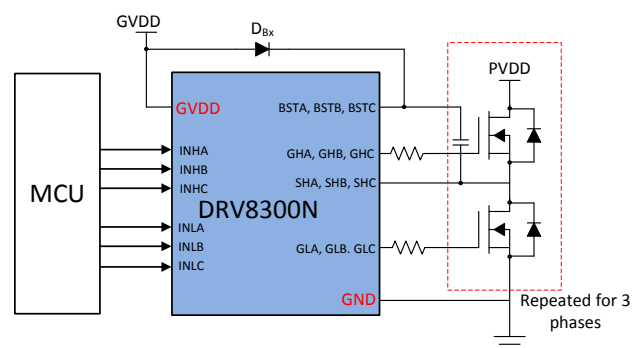 GVDD
DBx
PVDD
GVDD
BSTA, BSTB, BSTC
INHA
INHB
INHC
GHA, GHB, GHC
SHA, SHB, SHC
MCU
DRV8300N
INLA
INLB
INLC
GLA, GLB. GLC
GND
Repeated for 3
phases